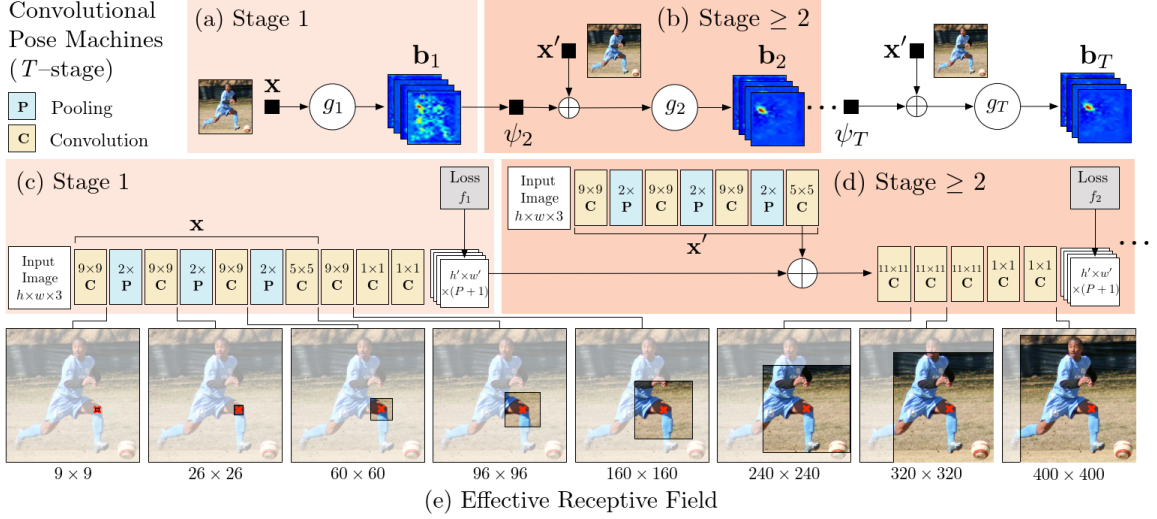 Convolutional
Pose Machines
(T–stage)
P Pooling
C Convolution
(a) Stage 1
x
g₁
b₁
(b) Stage ≥ 2
x′
ψ₂
g₂
b₂
x′
ψ_T
g_T
b_T
(c) Stage 1
x
Loss
f₁
Input
Image
h×w×3
9×9
C
2×
P
9×9
C
2×
P
9×9
C
2×
P
5×5
C
9×9
C
1×1
C
1×1
C
h′×w′
×(P+1)
(d) Stage ≥ 2
Input
Image
h×w×3
9×9
C
2×
P
9×9
C
2×
P
9×9
C
2×
P
5×5
C
x′
11×11
C
11×11
C
11×11
C
1×1
C
1×1
C
Loss
f₂
h′×w′
×(P+1)
9 × 9
26 × 26
60 × 60
96 × 96
160 × 160
240 × 240
320 × 320
400 × 400
(e) Effective Receptive Field